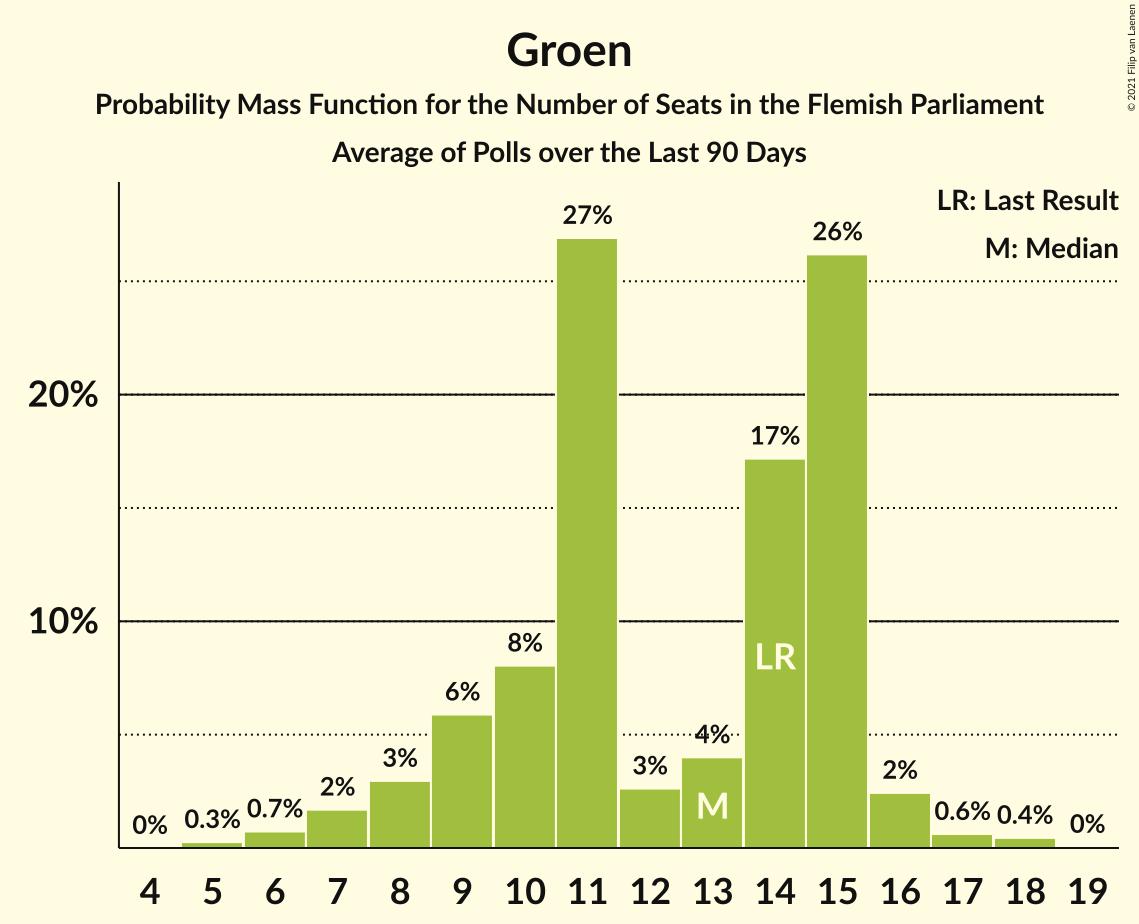 Groen
Probability Mass Function for the Number of Seats in the Flemish Parliament
Average of Polls over the Last 90 Days
© 2021 Filip van Laenen
LR: Last Result
M: Median
20%
10%
0%
0.3%
0.7%
2%
3%
6%
8%
27%
3%
4%
17%
26%
2%
0.6%
0.4%
0%
M
LR
4 5 6 7 8 9 10 11 12 13 14 15 16 17 18 19